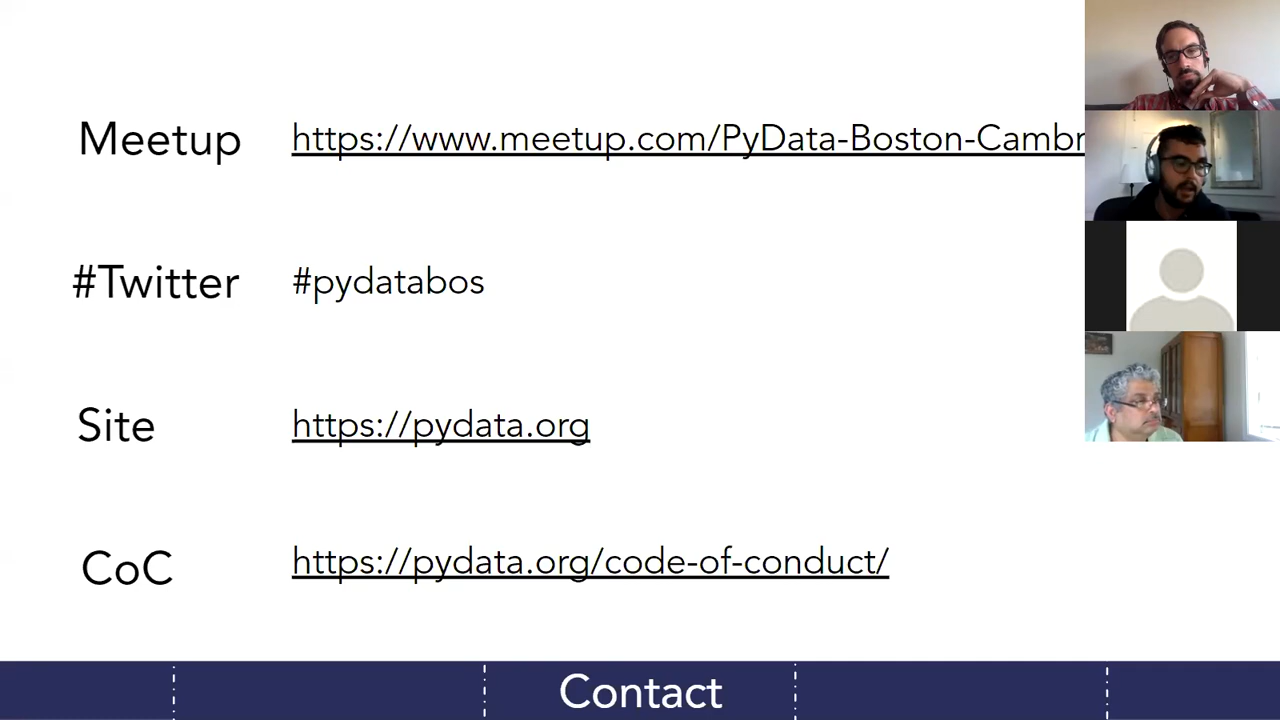 Meetup https://www.meetup.com/PyData-Boston-Cambr
#Twitter #pydatabos
Site https://pydata.org
CoC https://pydata.org/code-of-conduct/
Contact